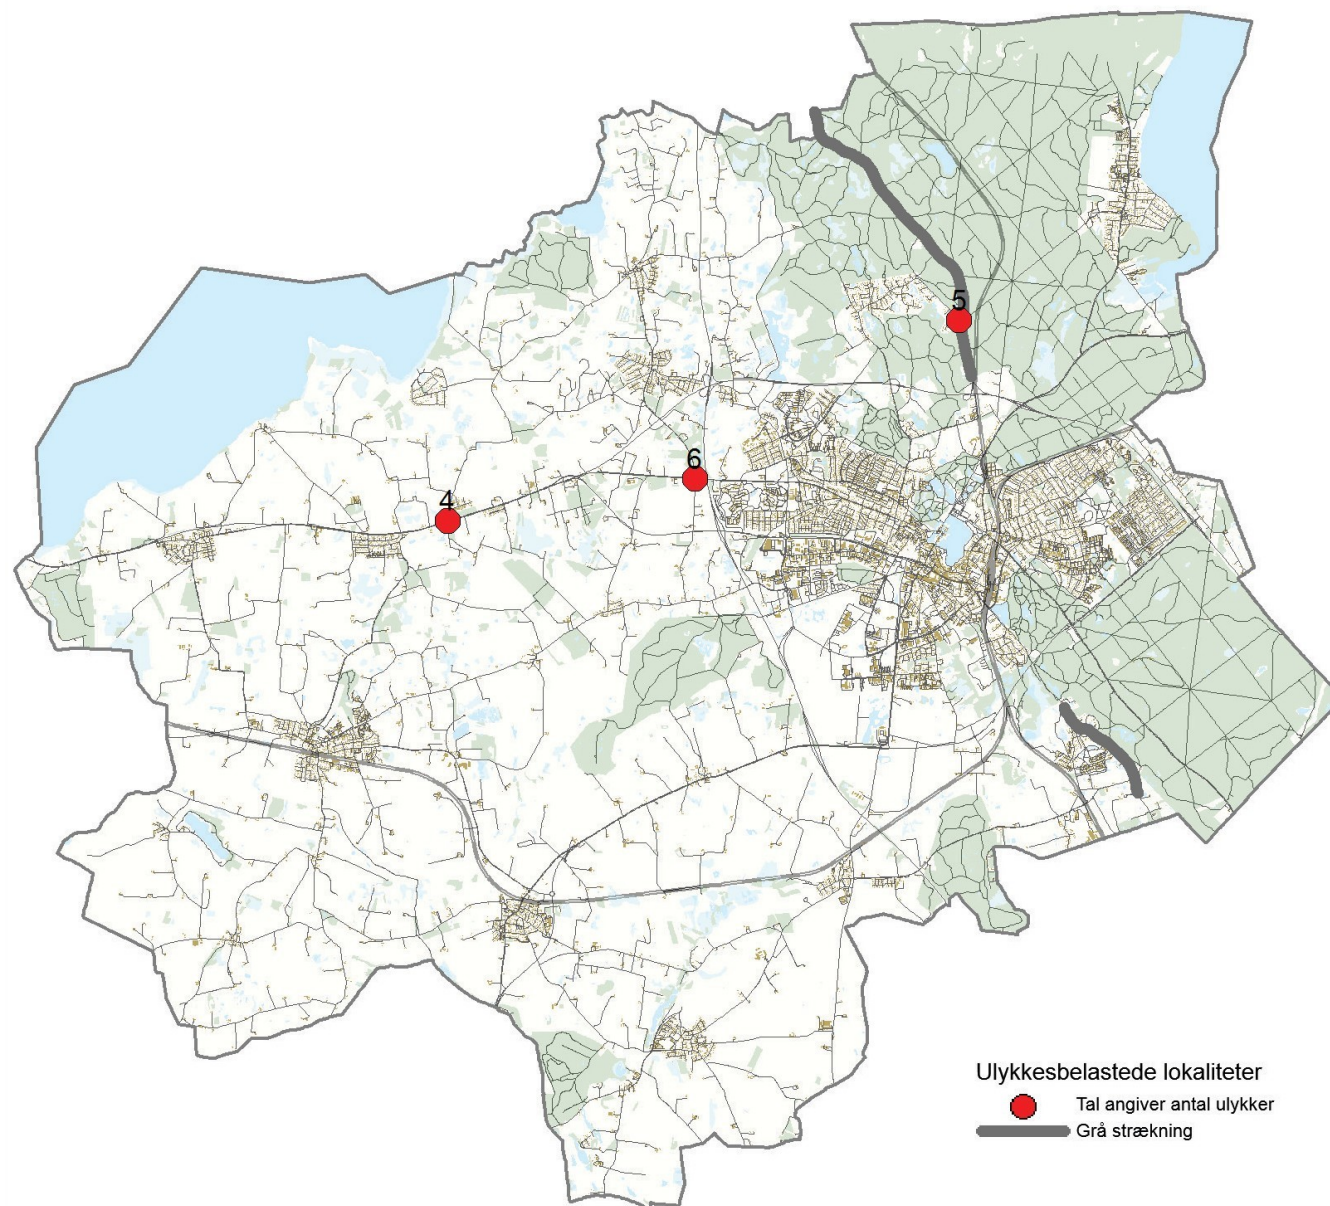 5
6
4
Ulykkesbelastede lokaliteter
Tal angiver antal ulykker
Grå strækning